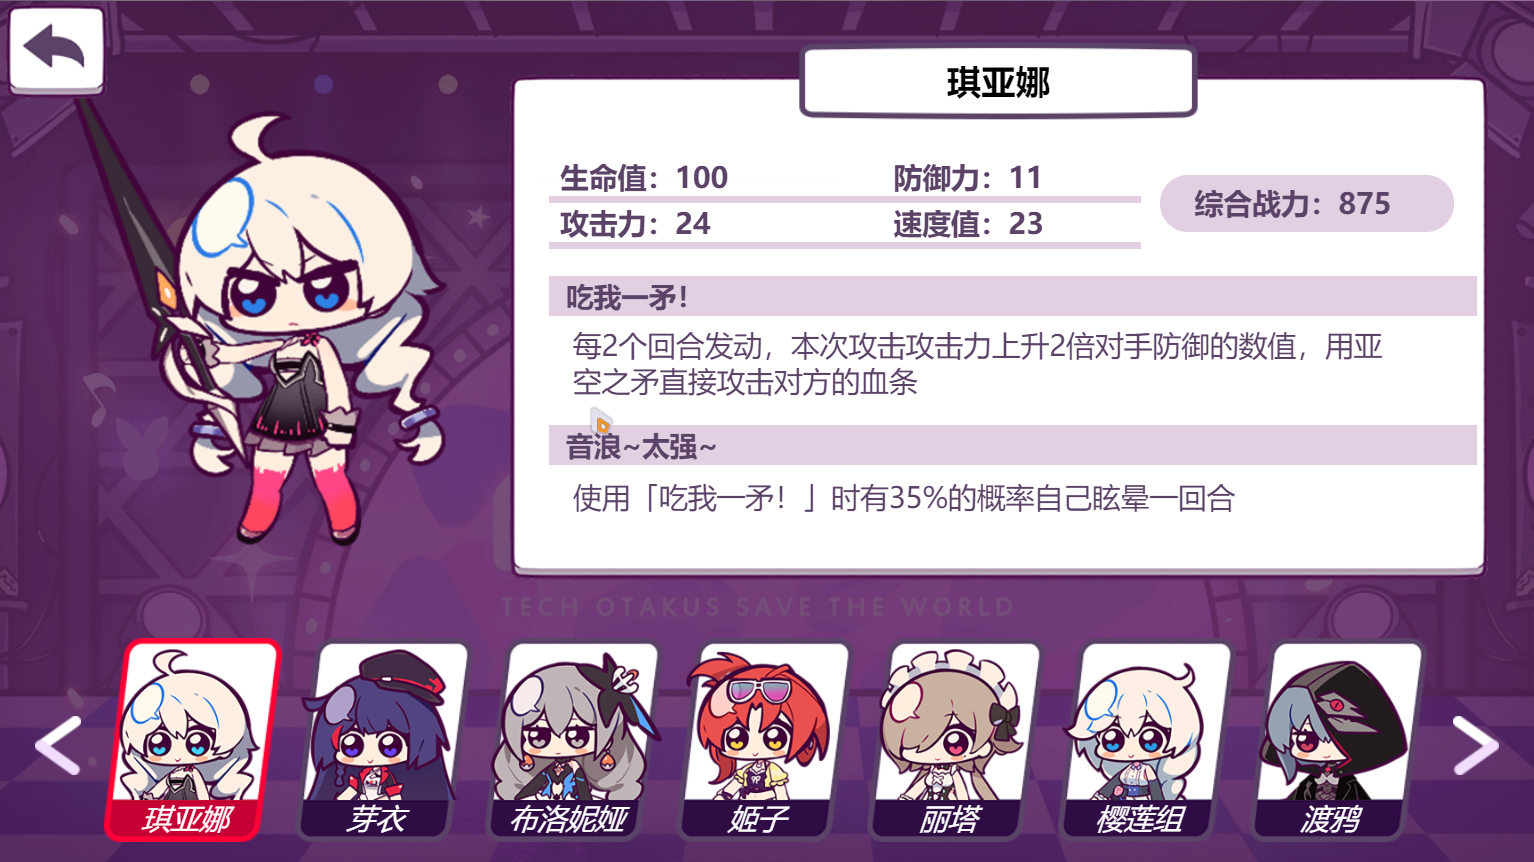 琪亚娜
生命值：100
防御力：11
综合战力：875
攻击力：24
速度值：23
吃我一矛！
每2个回合发动，本次攻击攻击力上升2倍对手防御的数值，用亚
空之矛直接攻击对方的血条
音浪~太强~
使用「吃我一矛！」时有35%的概率自己眩晕一回合
TECH OTAKUS SAVE THE WORLD
琪亚娜
芽衣
布洛妮娅
姬子
丽塔
樱莲组
渡鸦